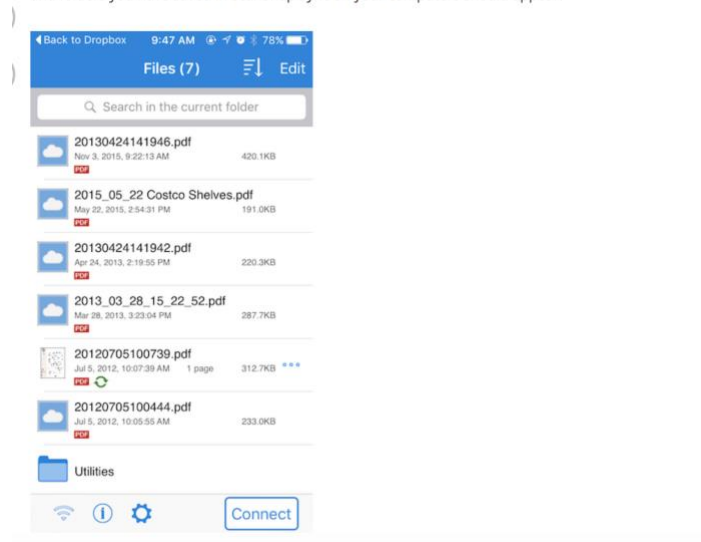 Back to Dropbox 9:47 AM 78%
Files (7) Edit
Search in the current folder
20130424141946.pdf
Nov 3, 2015, 9:22:13 AM 420.1KB
PDF
2015_05_22 Costco Shelves.pdf
May 22, 2015, 2:54:31 PM 191.0KB
PDF
20130424141942.pdf
Apr 24, 2013, 2:19:55 PM 220.3KB
PDF
2013_03_28_15_22_52.pdf
Mar 28, 2013, 3:23:04 PM 287.7KB
PDF
20120705100739.pdf
Jul 5, 2012, 10:07:39 AM 1 page 312.7KB
PDF
20120705100444.pdf
Jul 5, 2012, 10:05:55 AM 233.0KB
PDF
Utilities
Connect